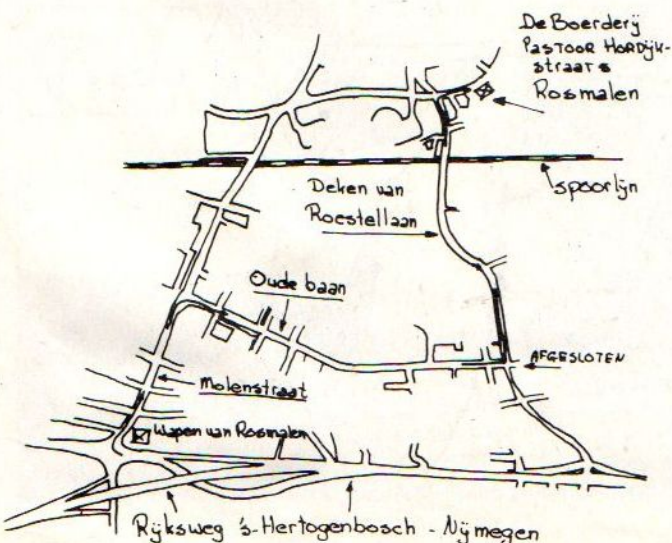 De Boerderij
PASTOOR HORDIJK-
straat 8
Rosmalen
spoorlijn
Deken van
Roestellaan
Oude baan
AFGESLOTEN
Molenstraat
Wapen van Rosmalen
Rijksweg 's-Hertogenbosch - Nijmegen